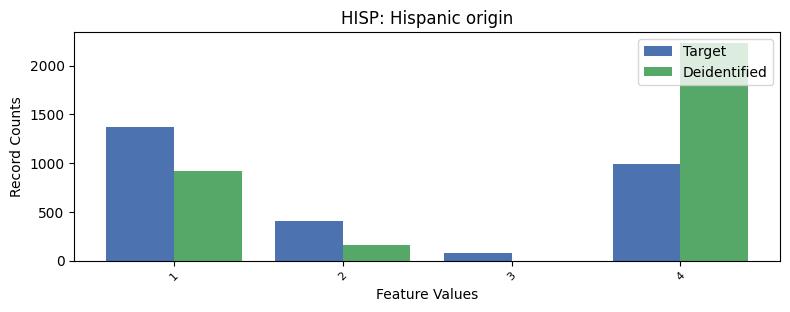 HISP: Hispanic origin
Target
Deidentified
Record Counts
2000
1500
1000
500
0
1
2
3
4
Feature Values